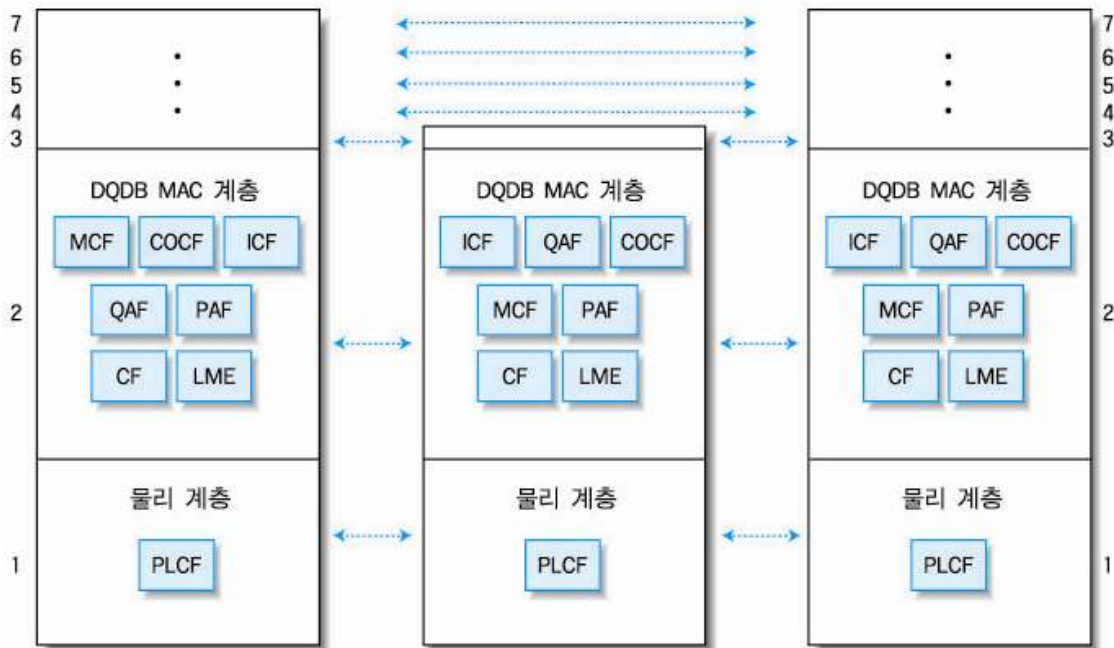 7
6
5
4
3
2
1
DQDB MAC 계층
MCF COCF ICF
QAF PAF
CF LME
물리 계층
PLCF
DQDB MAC 계층
ICF QAF COCF
MCF PAF
CF LME
물리 계층
PLCF
DQDB MAC 계층
ICF QAF COCF
MCF PAF
CF LME
물리 계층
PLCF
7
6
5
4
3
2
1